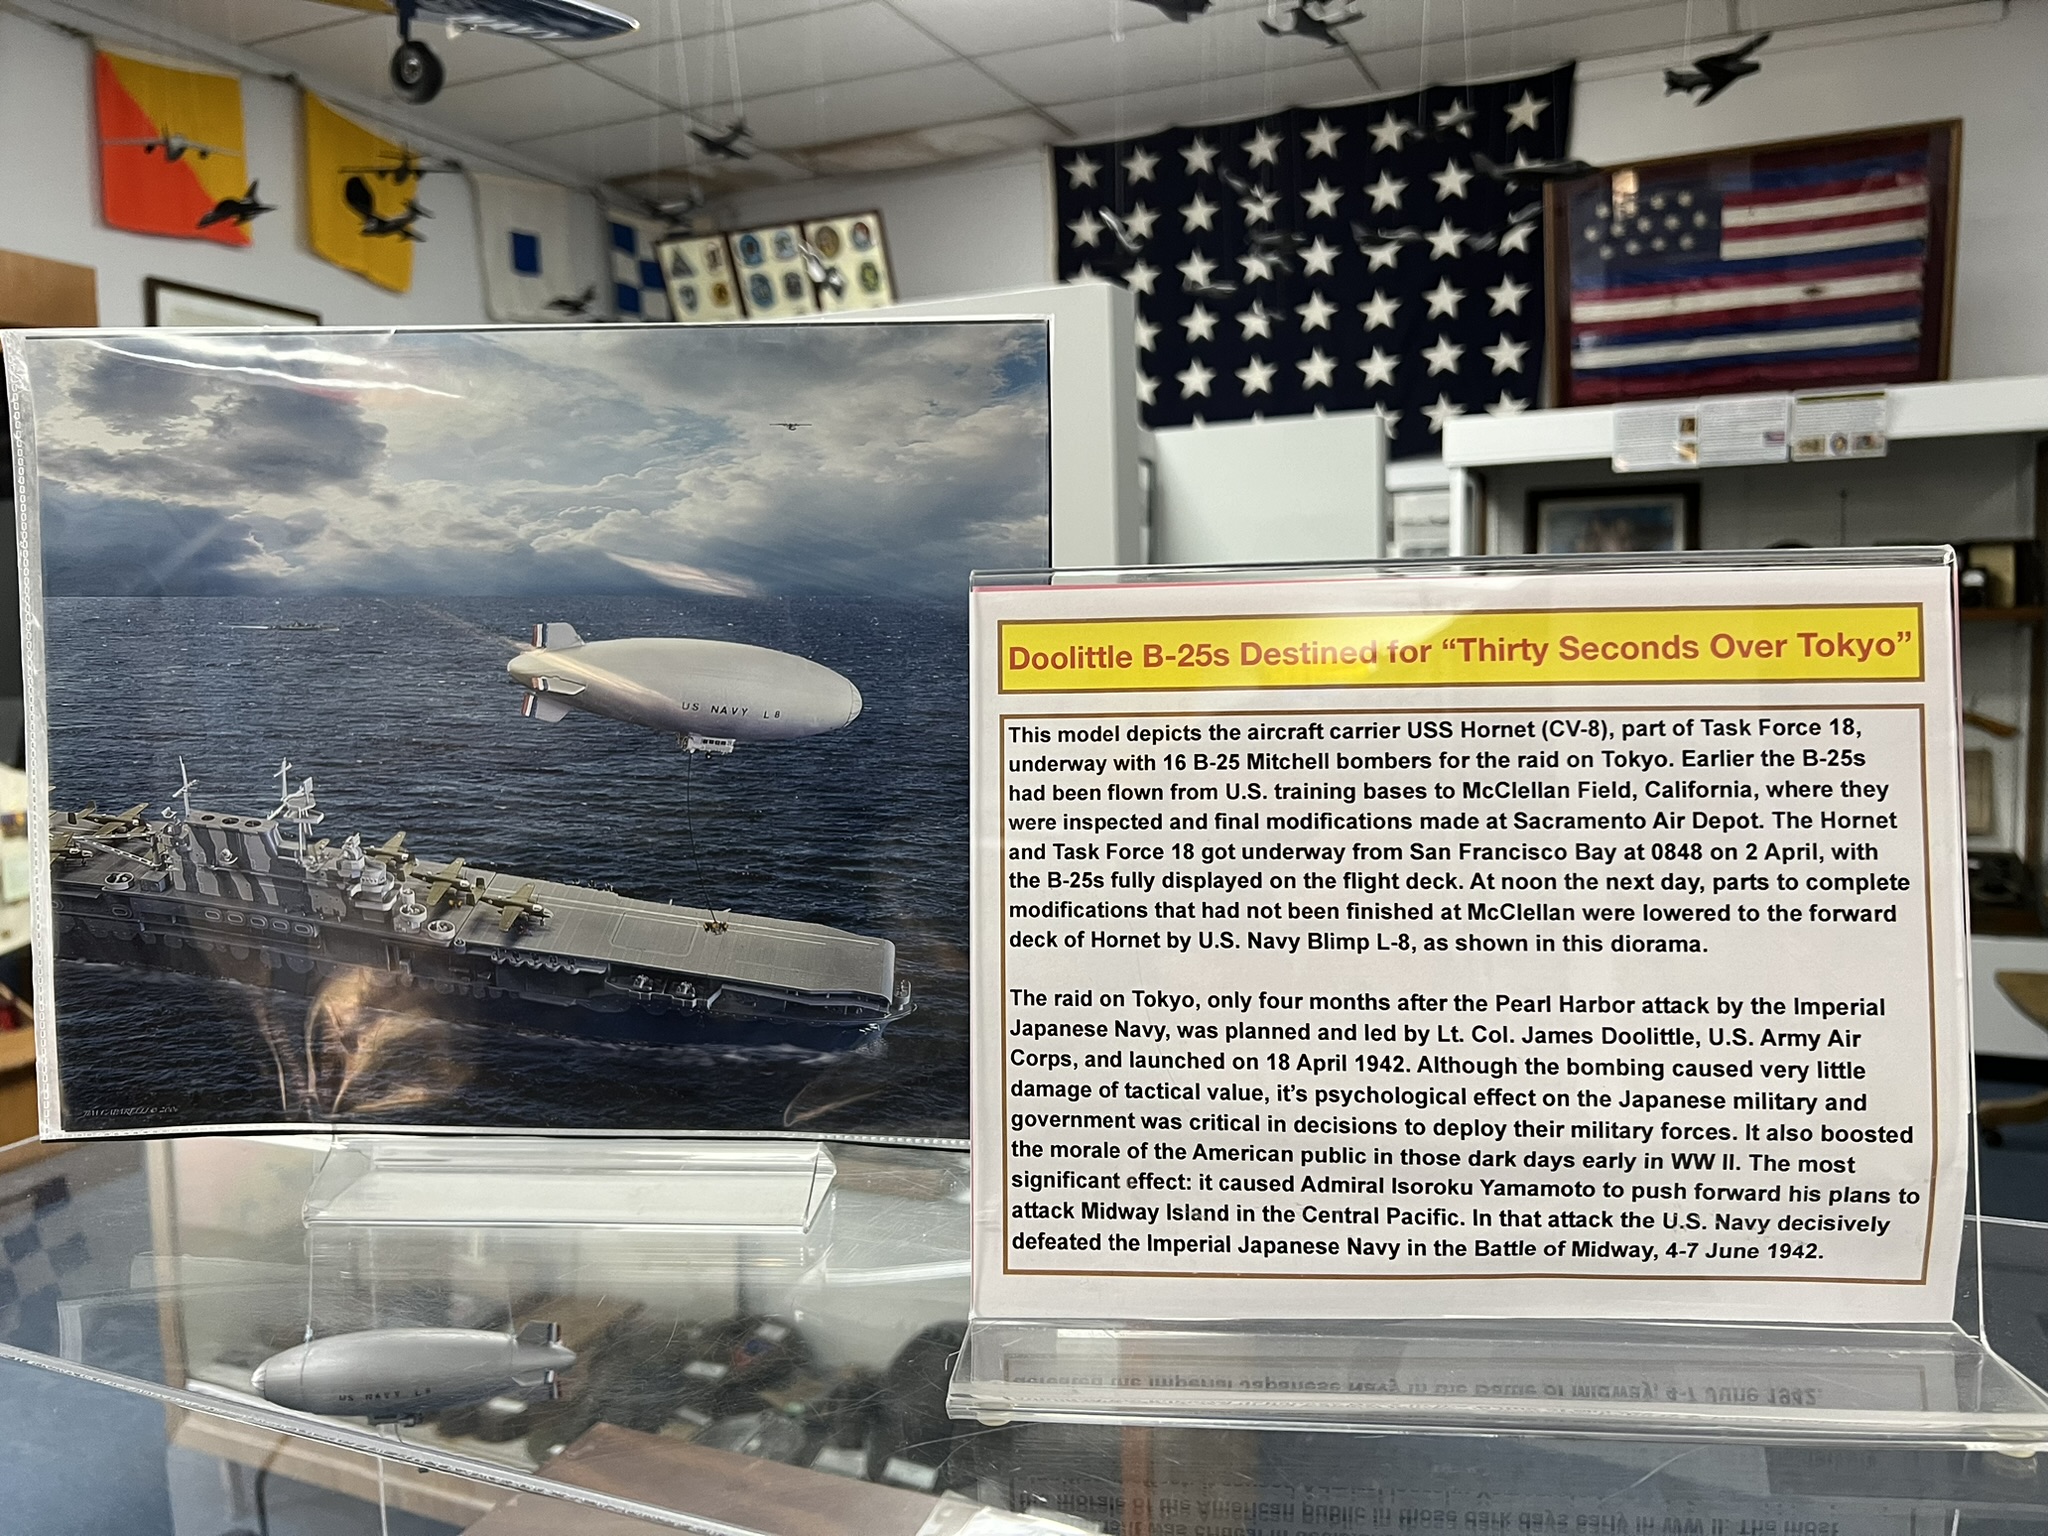 US NAVY L8
JIM CAPARELLI © 2006
Doolittle B-25s Destined for “Thirty Seconds Over Tokyo”
This model depicts the aircraft carrier USS Hornet (CV-8), part of Task Force 18,
underway with 16 B-25 Mitchell bombers for the raid on Tokyo. Earlier the B-25s
had been flown from U.S. training bases to McClellan Field, California, where they
were inspected and final modifications made at Sacramento Air Depot. The Hornet
and Task Force 18 got underway from San Francisco Bay at 0848 on 2 April, with
the B-25s fully displayed on the flight deck. At noon the next day, parts to complete
modifications that had not been finished at McClellan were lowered to the forward
deck of Hornet by U.S. Navy Blimp L-8, as shown in this diorama.
The raid on Tokyo, only four months after the Pearl Harbor attack by the Imperial
Japanese Navy, was planned and led by Lt. Col. James Doolittle, U.S. Army Air
Corps, and launched on 18 April 1942. Although the bombing caused very little
damage of tactical value, it’s psychological effect on the Japanese military and
government was critical in decisions to deploy their military forces. It also boosted
the morale of the American public in those dark days early in WW II. The most
significant effect: it caused Admiral Isoroku Yamamoto to push forward his plans to
attack Midway Island in the Central Pacific. In that attack the U.S. Navy decisively
defeated the Imperial Japanese Navy in the Battle of Midway, 4-7 June 1942.
US NAVY L8